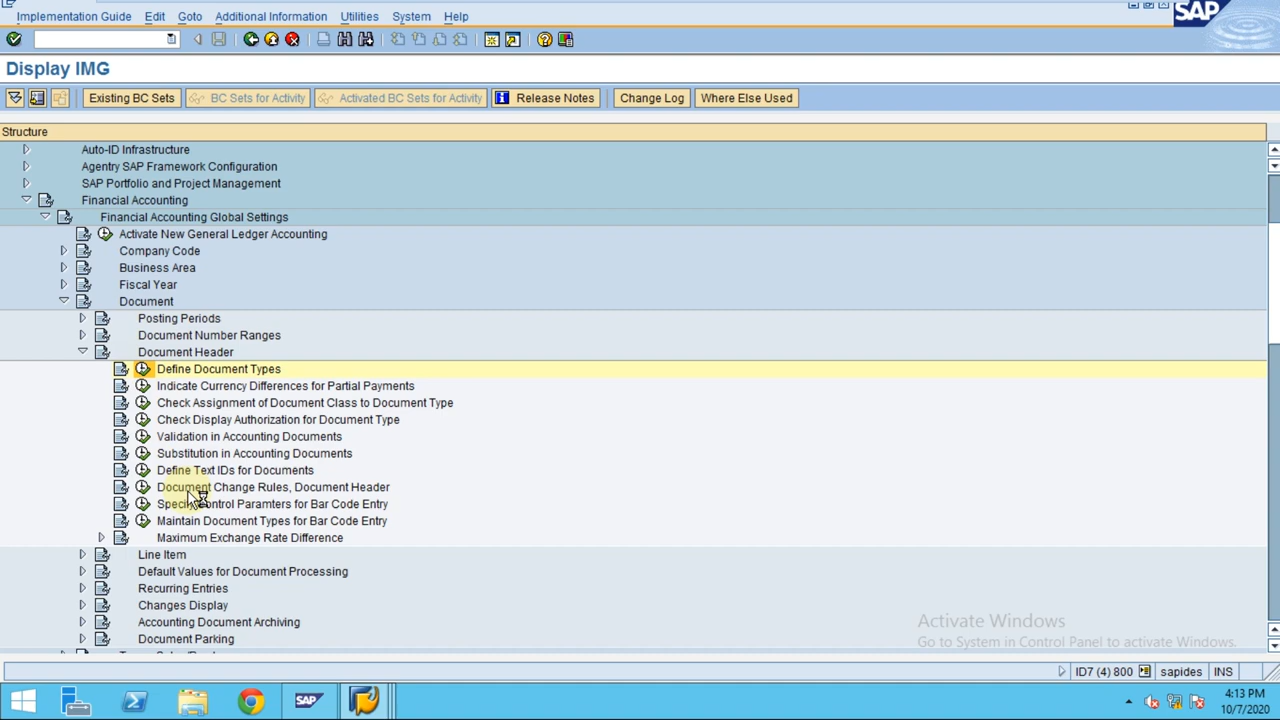 Implementation Guide Edit Goto Additional Information Utilities System Help
SAP
Display IMG
Existing BC Sets BC Sets for Activity Activated BC Sets for Activity Release Notes Change Log Where Else Used
Structure
Auto-ID Infrastructure
Agentry SAP Framework Configuration
SAP Portfolio and Project Management
Financial Accounting
Financial Accounting Global Settings
Activate New General Ledger Accounting
Company Code
Business Area
Fiscal Year
Document
Posting Periods
Document Number Ranges
Document Header
Define Document Types
Indicate Currency Differences for Partial Payments
Check Assignment of Document Class to Document Type
Check Display Authorization for Document Type
Validation in Accounting Documents
Substitution in Accounting Documents
Define Text IDs for Documents
Document Change Rules, Document Header
Specify Control Paramters for Bar Code Entry
Maintain Document Types for Bar Code Entry
Maximum Exchange Rate Difference
Line Item
Default Values for Document Processing
Recurring Entries
Changes Display
Accounting Document Archiving
Document Parking
Activate Windows
Go to System in Control Panel to activate Windows.
ID7 (4) 800 sapides INS
SAP
4:13 PM
10/7/2020